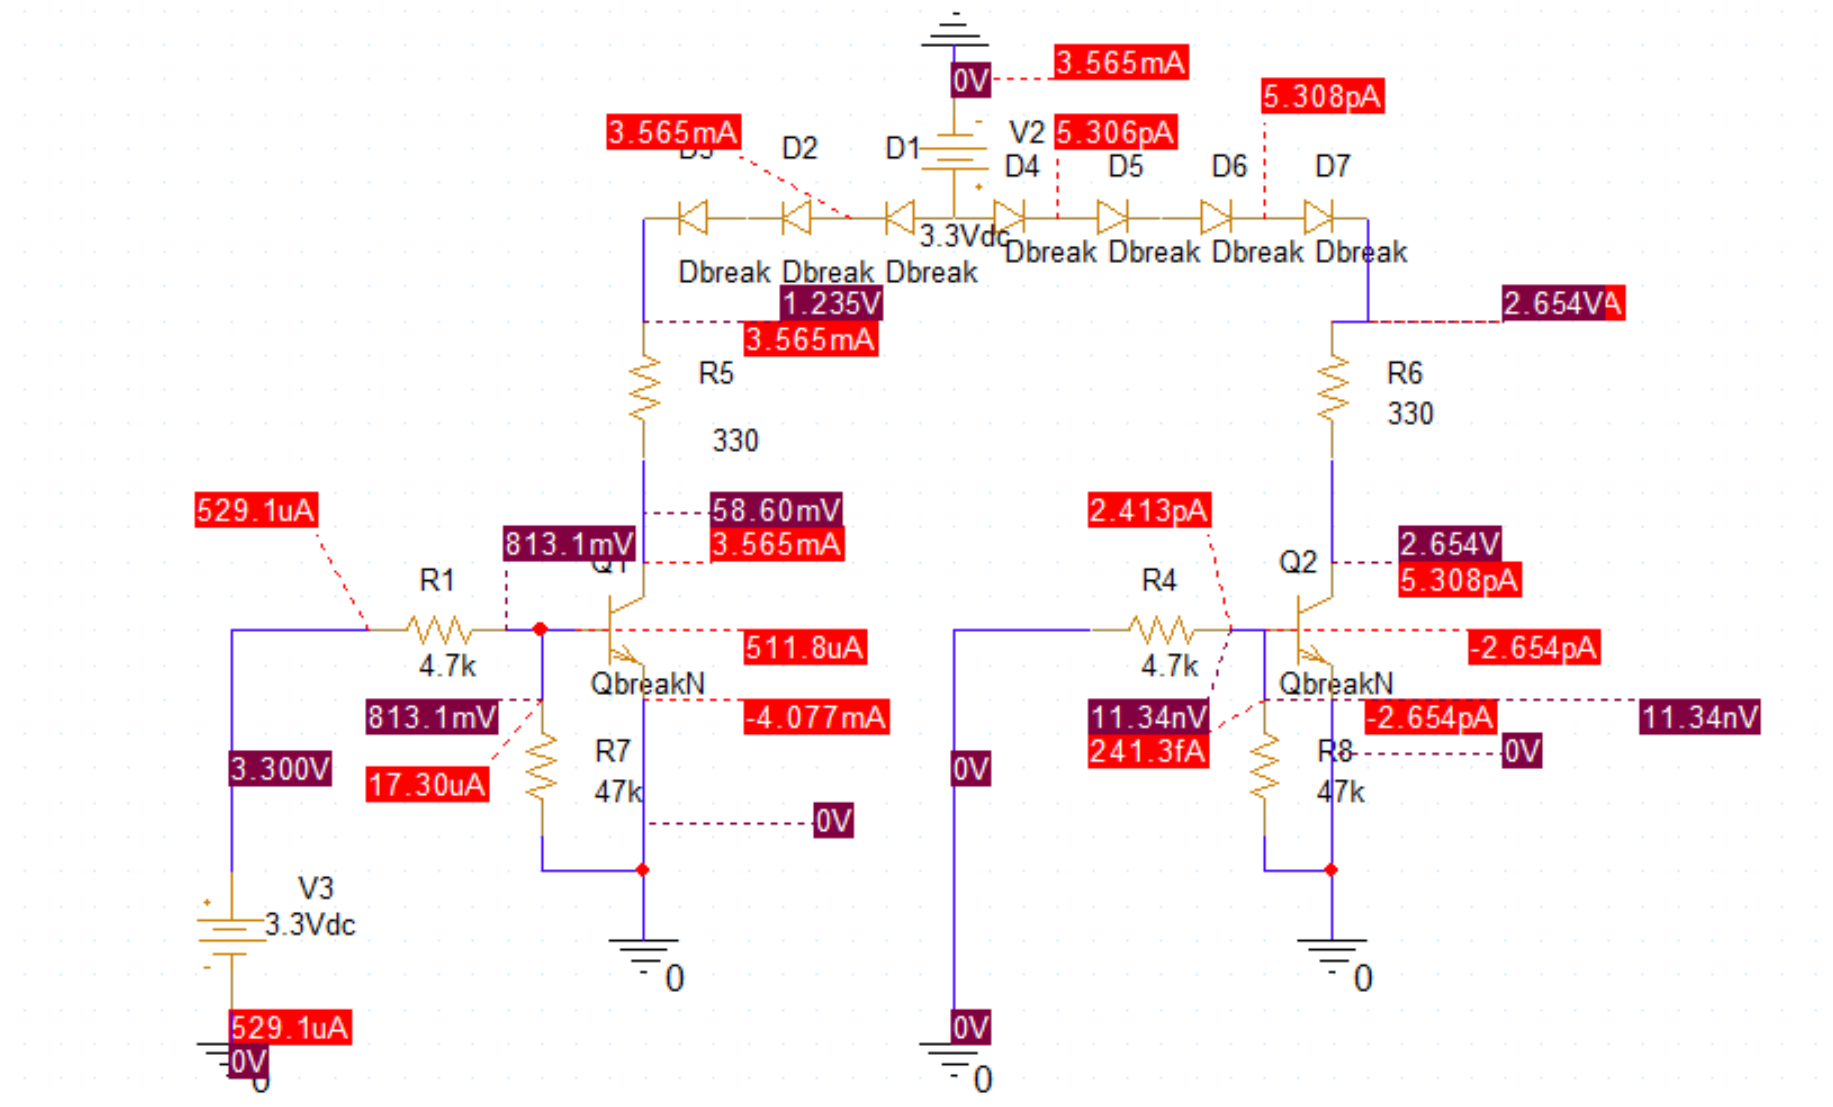 0V
3.565mA
5.308pA
3.565mA
D2
D1
V2
5.306pA
D4
D5
D6
D7
3.3Vdc
Dbreak
Dbreak
Dbreak
Dbreak
Dbreak
Dbreak
Dbreak
1.235V
3.565mA
2.654V
A
R5
330
R6
330
529.1uA
58.60mV
813.1mV
3.565mA
Q1
R1
4.7k
511.8uA
QbreakN
813.1mV
-4.077mA
R7
47k
17.30uA
3.300V
0V
V3
3.3Vdc
+
-
0
529.1uA
0V
0
2.413pA
2.654V
Q2
5.308pA
R4
4.7k
-2.654pA
QbreakN
11.34nV
-2.654pA
11.34nV
241.3fA
R8
47k
0V
0V
0
0V
0